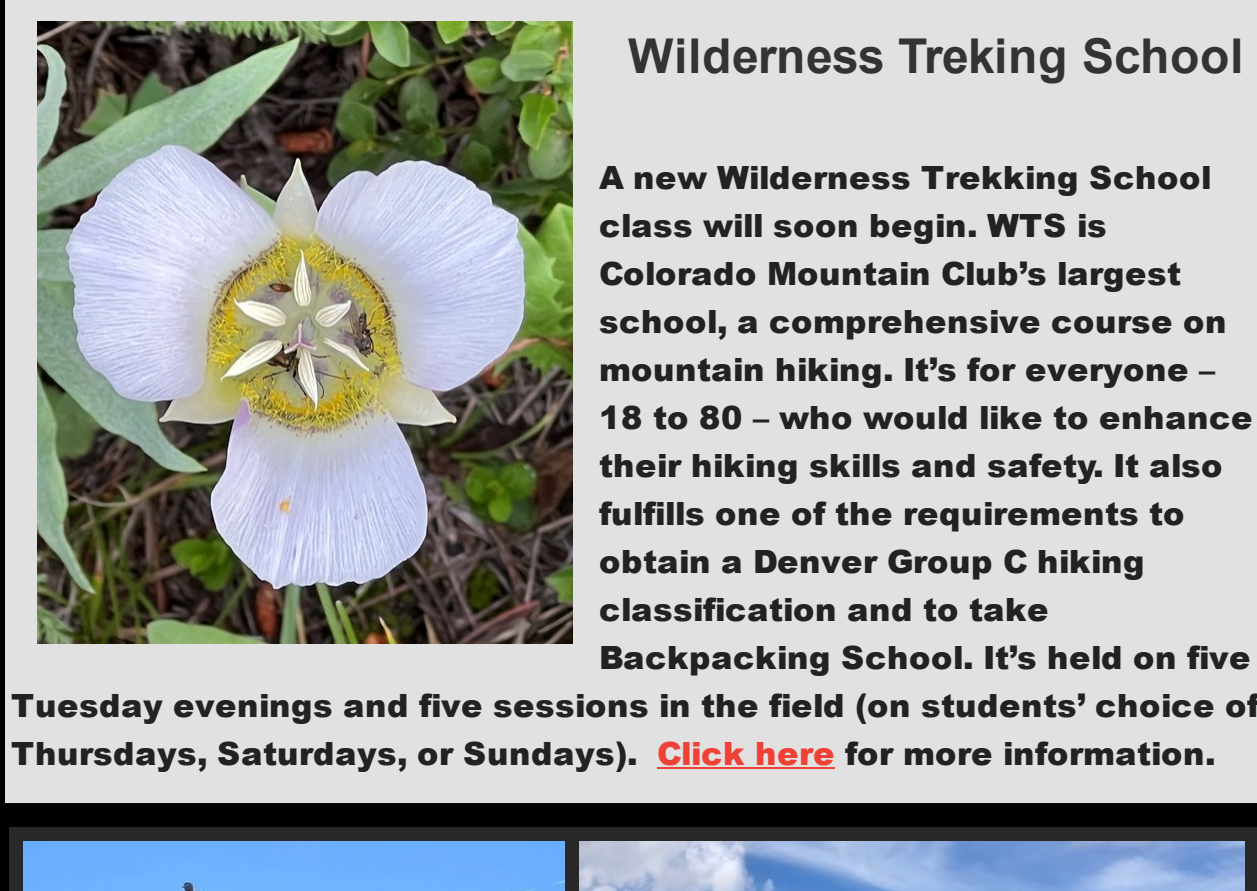 Wilderness Treking School
A new Wilderness Trekking School
class will soon begin. WTS is
Colorado Mountain Club’s largest
school, a comprehensive course on
mountain hiking. It’s for everyone –
18 to 80 – who would like to enhance
their hiking skills and safety. It also
fulfills one of the requirements to
obtain a Denver Group C hiking
classification and to take
Backpacking School. It’s held on five
Tuesday evenings and five sessions in the field (on students’ choice of
Thursdays, Saturdays, or Sundays). Click here for more information.